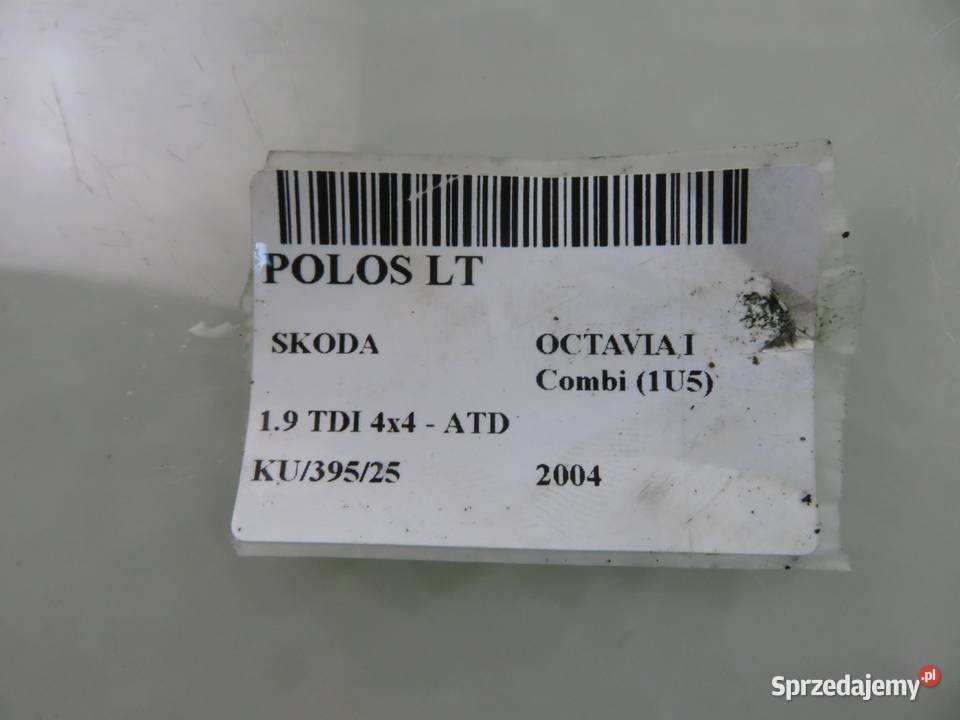 POLOS LT
SKODA
OCTAVIA I
Combi (1U5)
1.9 TDI 4x4 - ATD
KU/395/25
2004
Sprzedajemy.pl